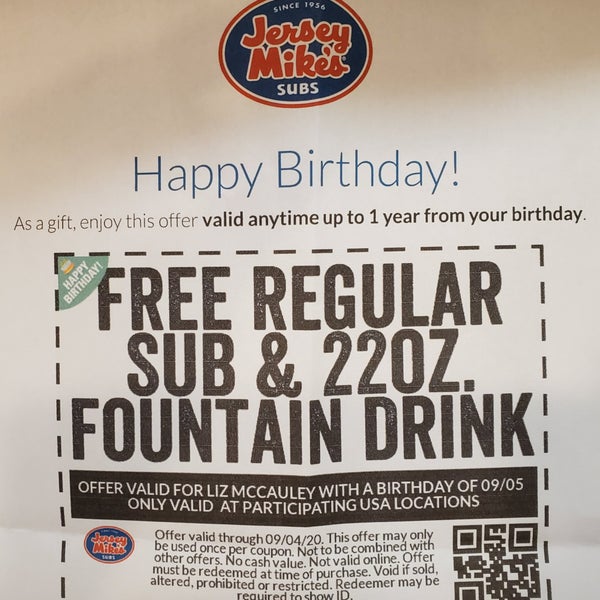 SINCE 1956
Jersey
Mike's
SUBS
Happy Birthday!
As a gift, enjoy this offer valid anytime up to 1 year from your birthday.
HAPPY
BIRTHDAY!
FREE REGULAR
SUB & 22OZ.
FOUNTAIN DRINK
OFFER VALID FOR LIZ MCCAULEY WITH A BIRTHDAY OF 09/05
ONLY VALID AT PARTICIPATING USA LOCATIONS
Jersey
Mike's
SUBS
Offer valid through 09/04/20. This offer may only
be used once per coupon. Not to be combined with
other offers. No cash value. Not valid online. Offer
must be redeemed at time of purchase. Void if sold,
altered, prohibited or restricted. Redeemer may be
required to show ID.